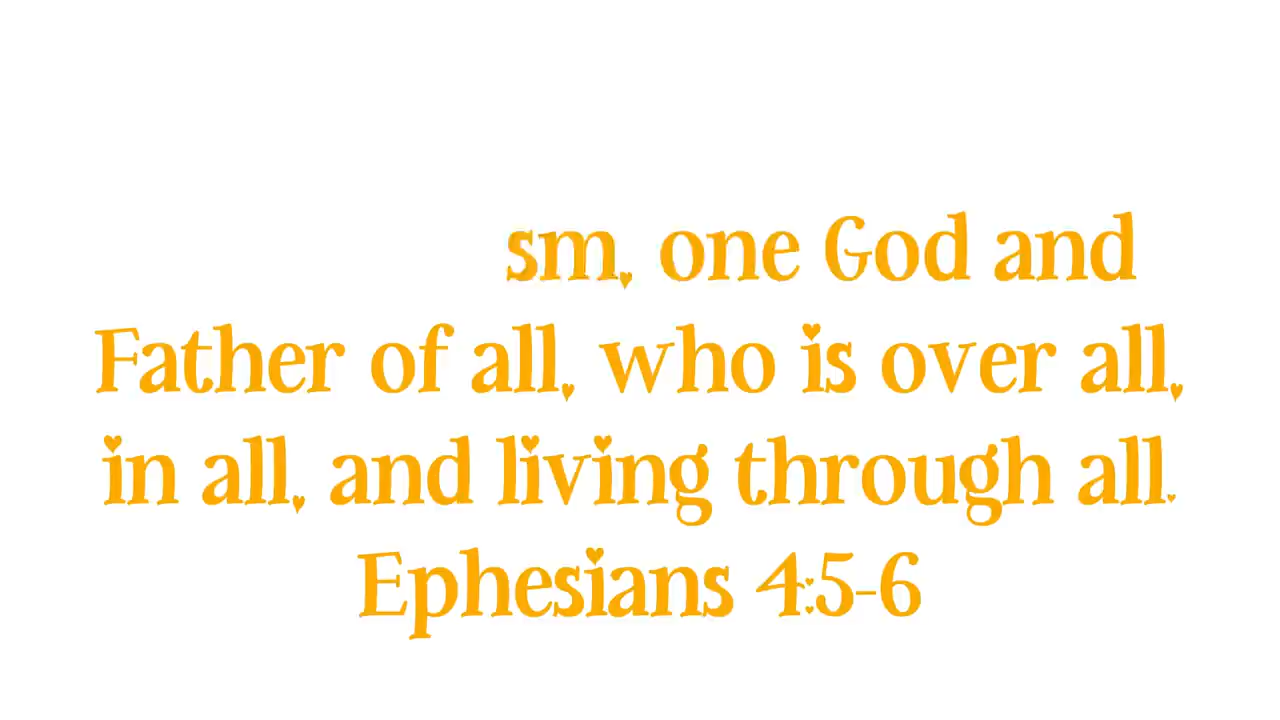 sm, one God and
Father of all, who is over all,
in all, and living through all.
Ephesians 4:5-6